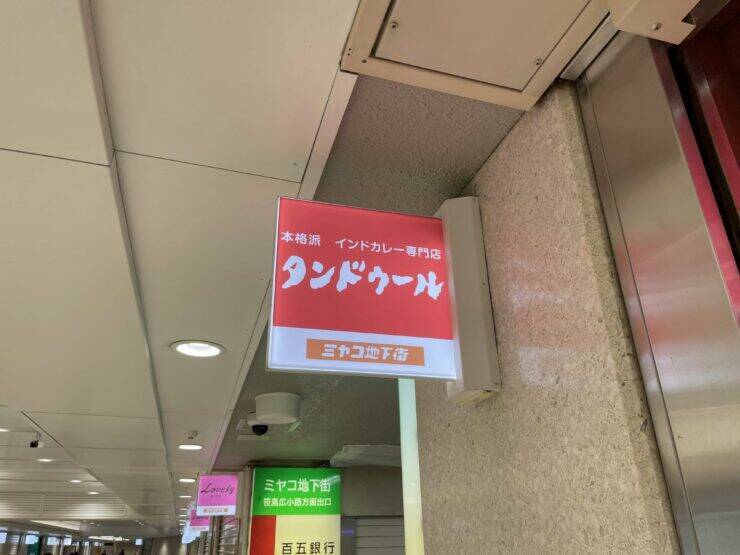 本格派 インドカレー専門店
タンドゥール
ミヤコ地下街
Lovely
ミヤコ地下街
笹島広小路方面出口
百五銀行